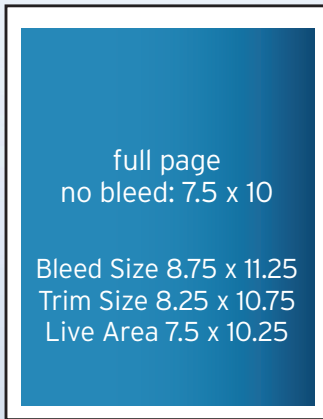 full page
no bleed: 7.5 x 10
Bleed Size 8.75 x 11.25
Trim Size 8.25 x 10.75
Live Area 7.5 x 10.25